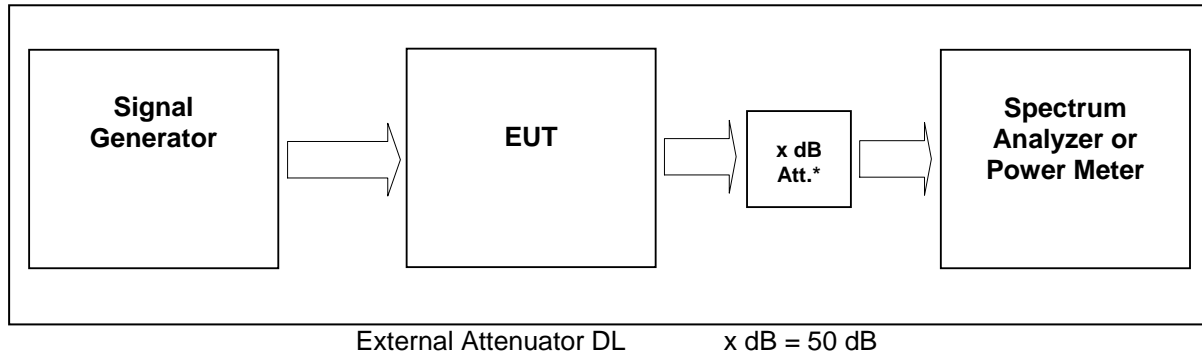 Signal
Generator
EUT
x dB
Att.*
Spectrum
Analyzer or
Power Meter
External Attenuator DL x dB = 50 dB